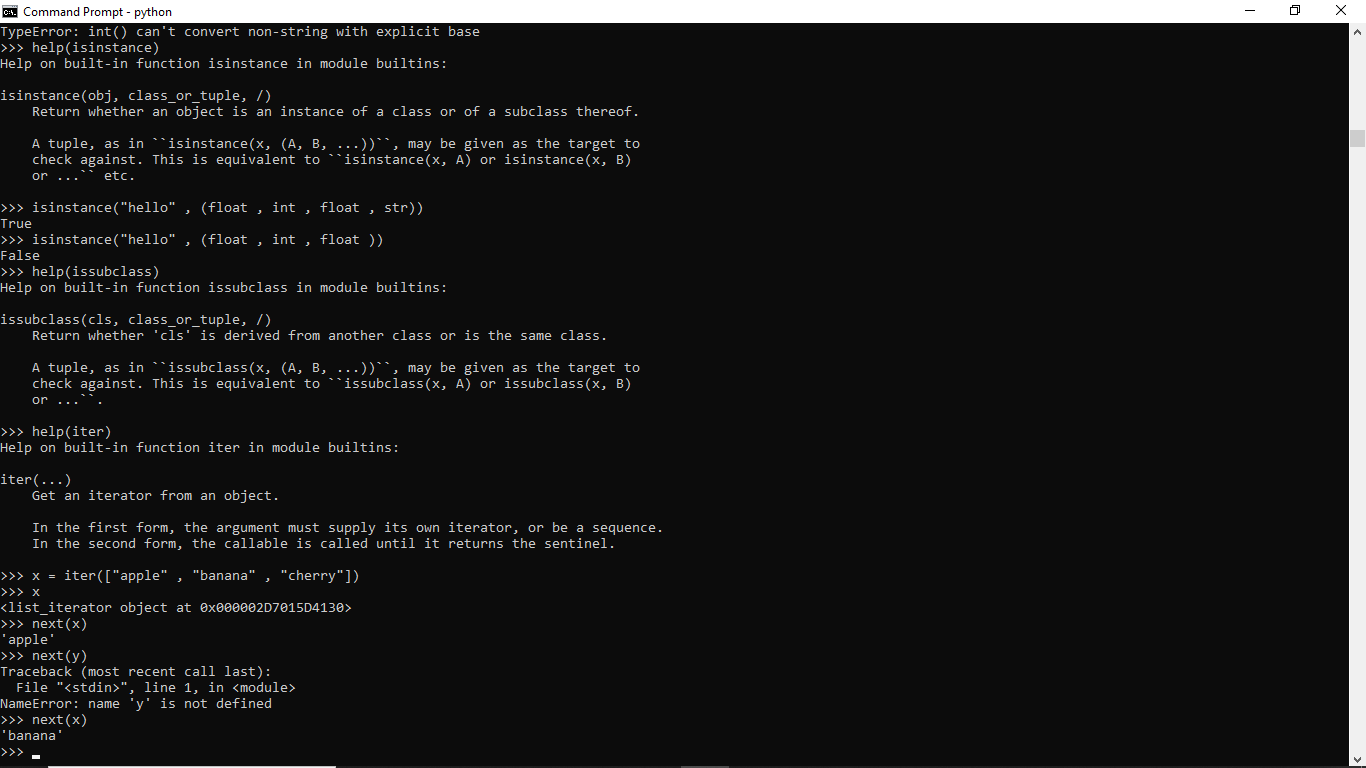 Command Prompt - python
TypeError: int() can't convert non-string with explicit base
>>> help(isinstance)
Help on built-in function isinstance in module builtins:

isinstance(obj, class_or_tuple, /)
    Return whether an object is an instance of a class or of a subclass thereof.

    A tuple, as in ``isinstance(x, (A, B, ...))``, may be given as the target to
    check against. This is equivalent to ``isinstance(x, A) or isinstance(x, B)
    or ...`` etc.

>>> isinstance("hello" , (float , int , float , str))
True
>>> isinstance("hello" , (float , int , float ))
False
>>> help(issubclass)
Help on built-in function issubclass in module builtins:

issubclass(cls, class_or_tuple, /)
    Return whether 'cls' is derived from another class or is the same class.

    A tuple, as in ``issubclass(x, (A, B, ...))``, may be given as the target to
    check against. This is equivalent to ``issubclass(x, A) or issubclass(x, B)
    or ...``.

>>> help(iter)
Help on built-in function iter in module builtins:

iter(...)
    Get an iterator from an object.

    In the first form, the argument must supply its own iterator, or be a sequence.
    In the second form, the callable is called until it returns the sentinel.

>>> x = iter(["apple" , "banana" , "cherry"])
>>> x
<list_iterator object at 0x000002D7015D4130>
>>> next(x)
'apple'
>>> next(y)
Traceback (most recent call last):
  File "<stdin>", line 1, in <module>
NameError: name 'y' is not defined
>>> next(x)
'banana'
>>>